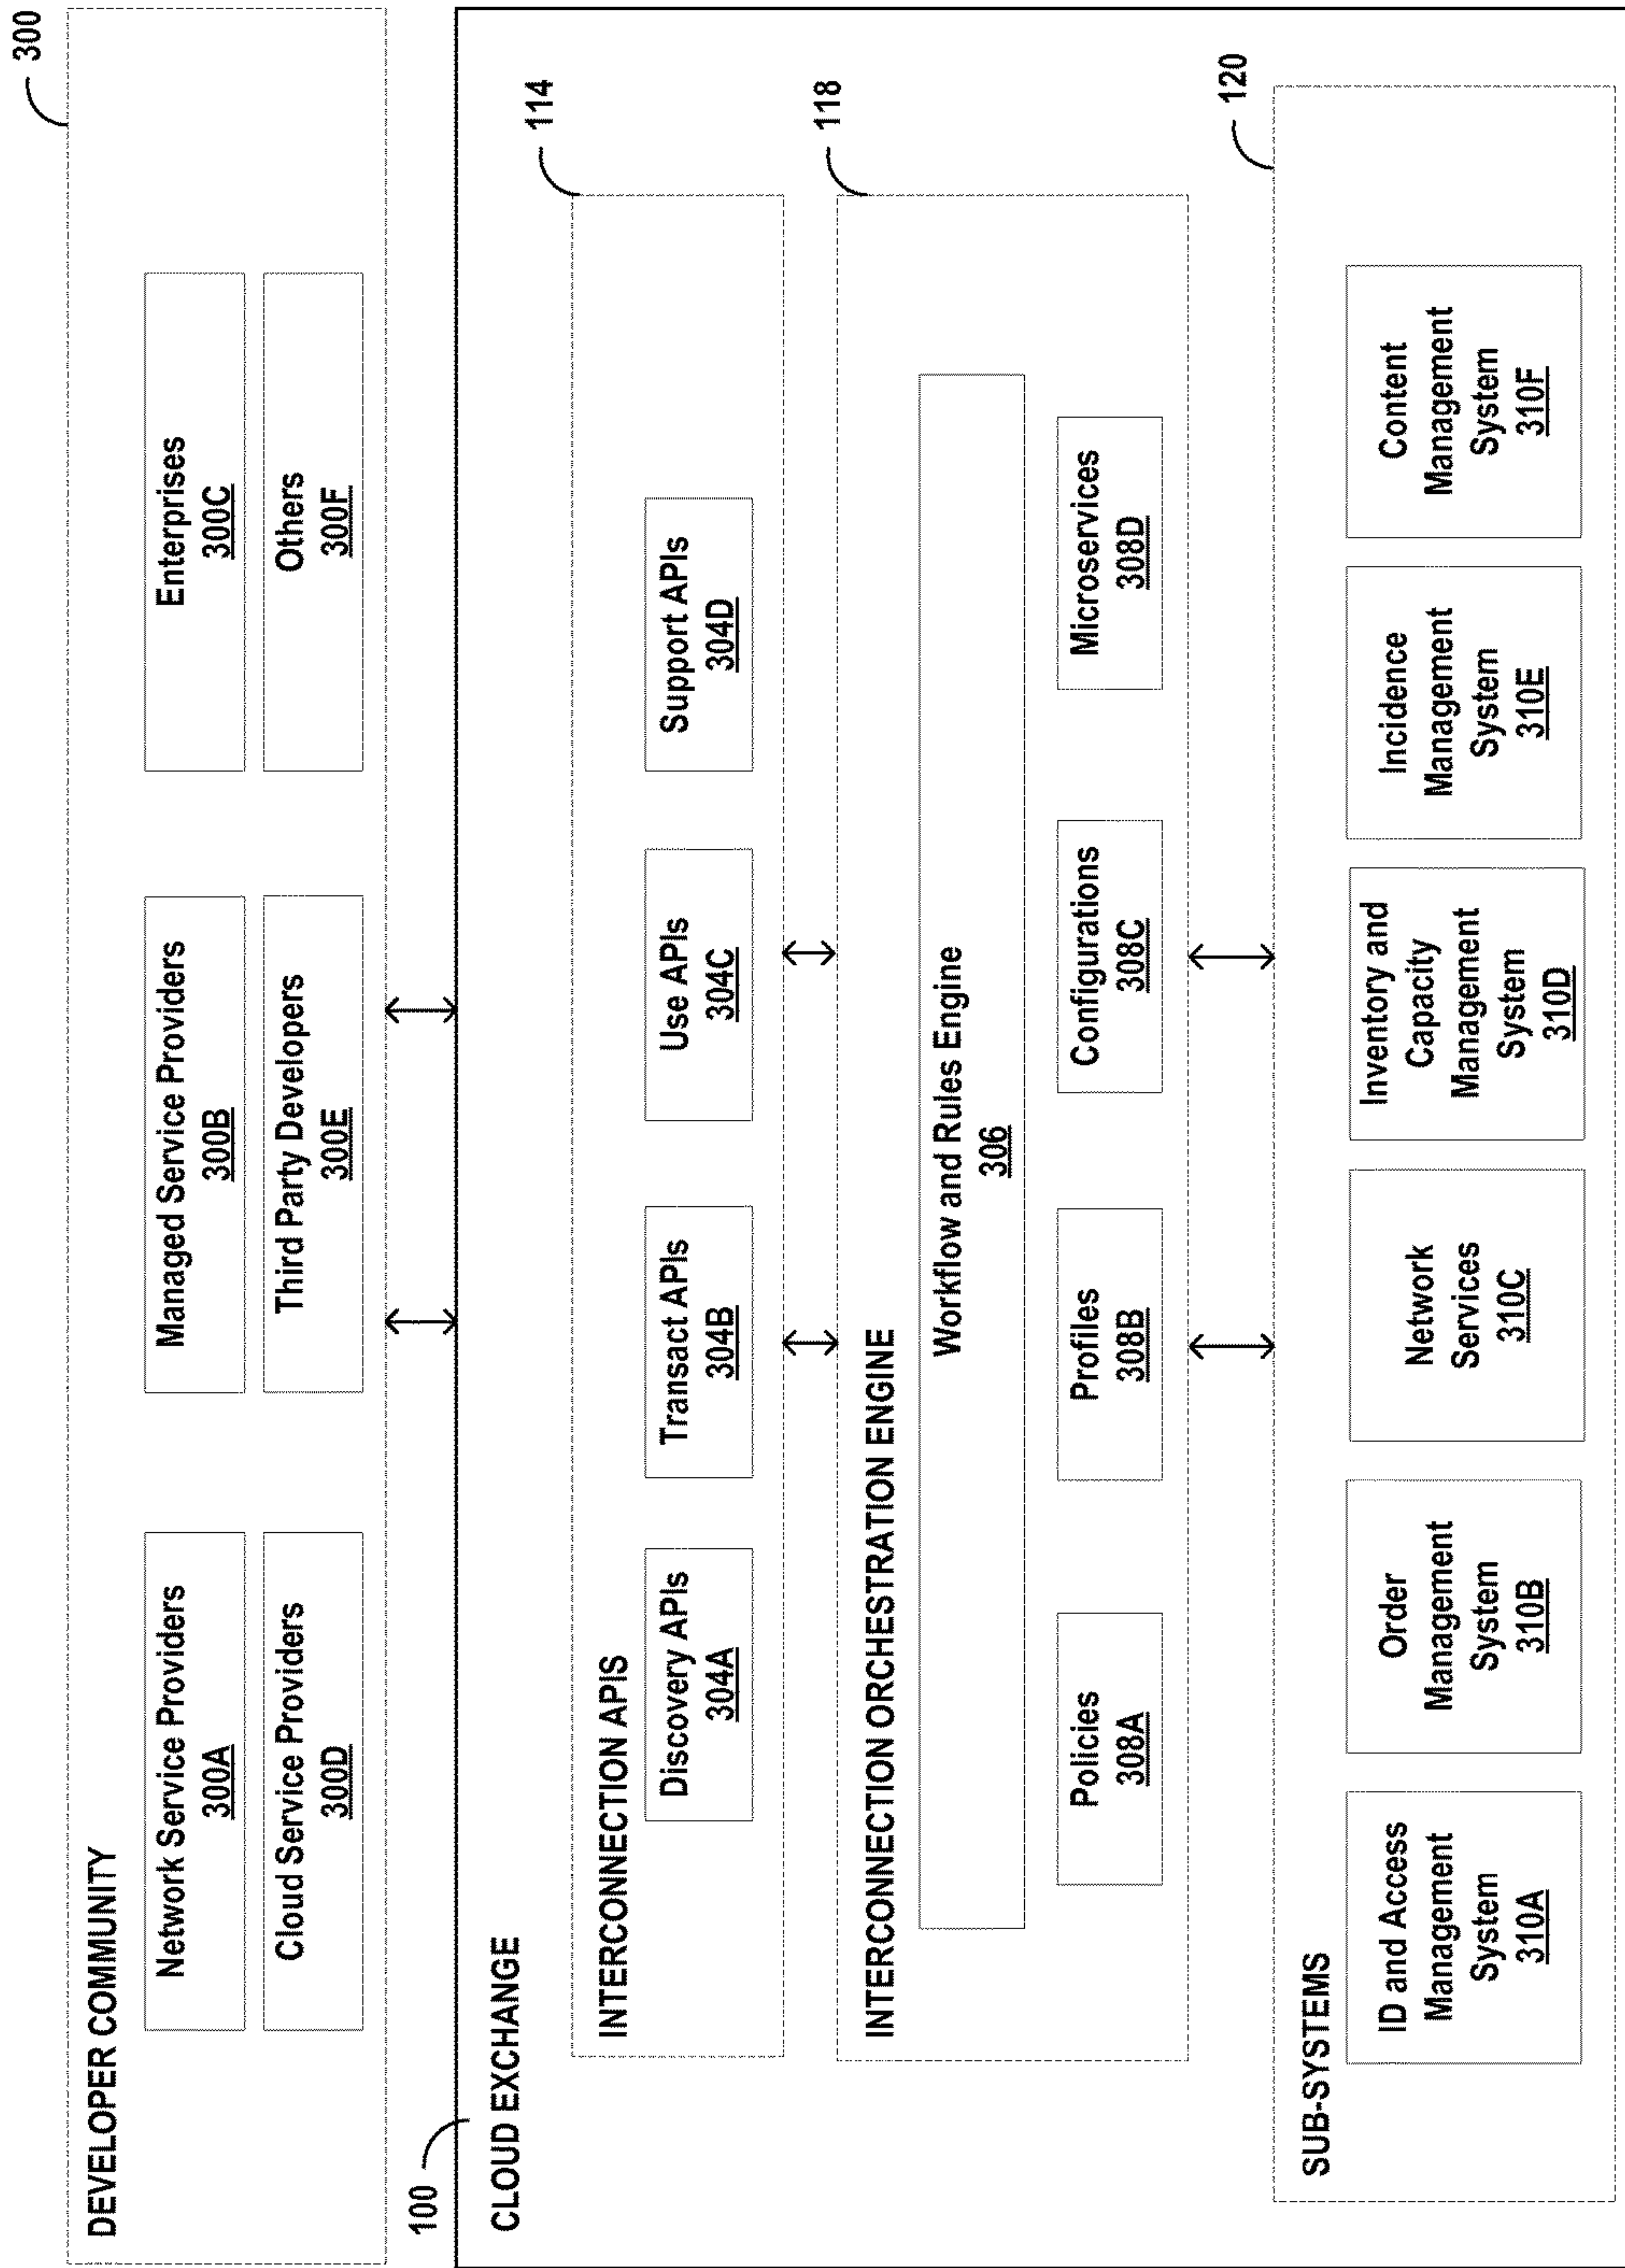 300
DEVELOPER COMMUNITY
Network Service Providers
300A
Managed Service Providers
300B
Enterprises
300C
Cloud Service Providers
300D
Third Party Developers
300E
Others
300F
100
CLOUD EXCHANGE
114
INTERCONNECTION APIS
Discovery APIs
304A
Transact APIs
304B
Use APIs
304C
Support APIs
304D
118
INTERCONNECTION ORCHESTRATION ENGINE
Workflow and Rules Engine
306
Policies
308A
Profiles
308B
Configurations
308C
Microservices
308D
120
SUB-SYSTEMS
ID and Access
Management
System
310A
Order
Management
System
310B
Network
Services
310C
Inventory and
Capacity
Management
System
310D
Incidence
Management
System
310E
Content
Management
System
310F